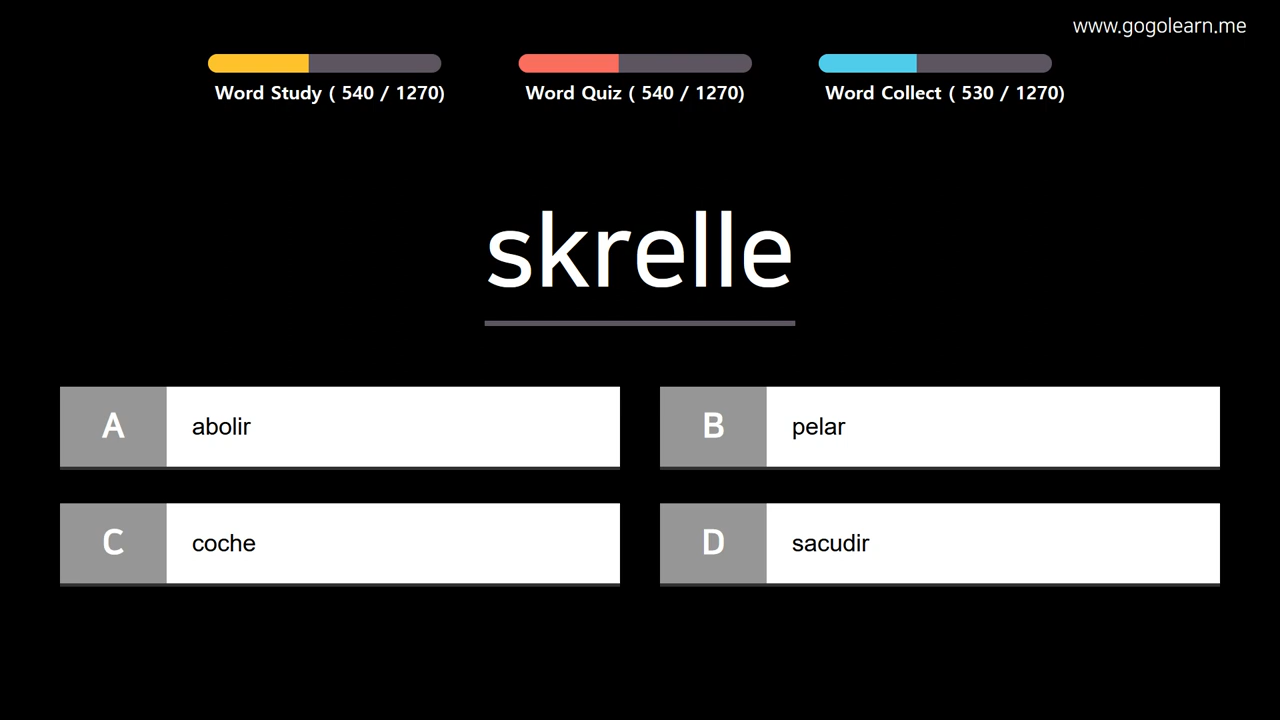 www.gogolearn.me
Word Study ( 540 / 1270)
Word Quiz ( 540 / 1270)
Word Collect ( 530 / 1270)
skrelle
A abolir
B pelar
C coche
D sacudir